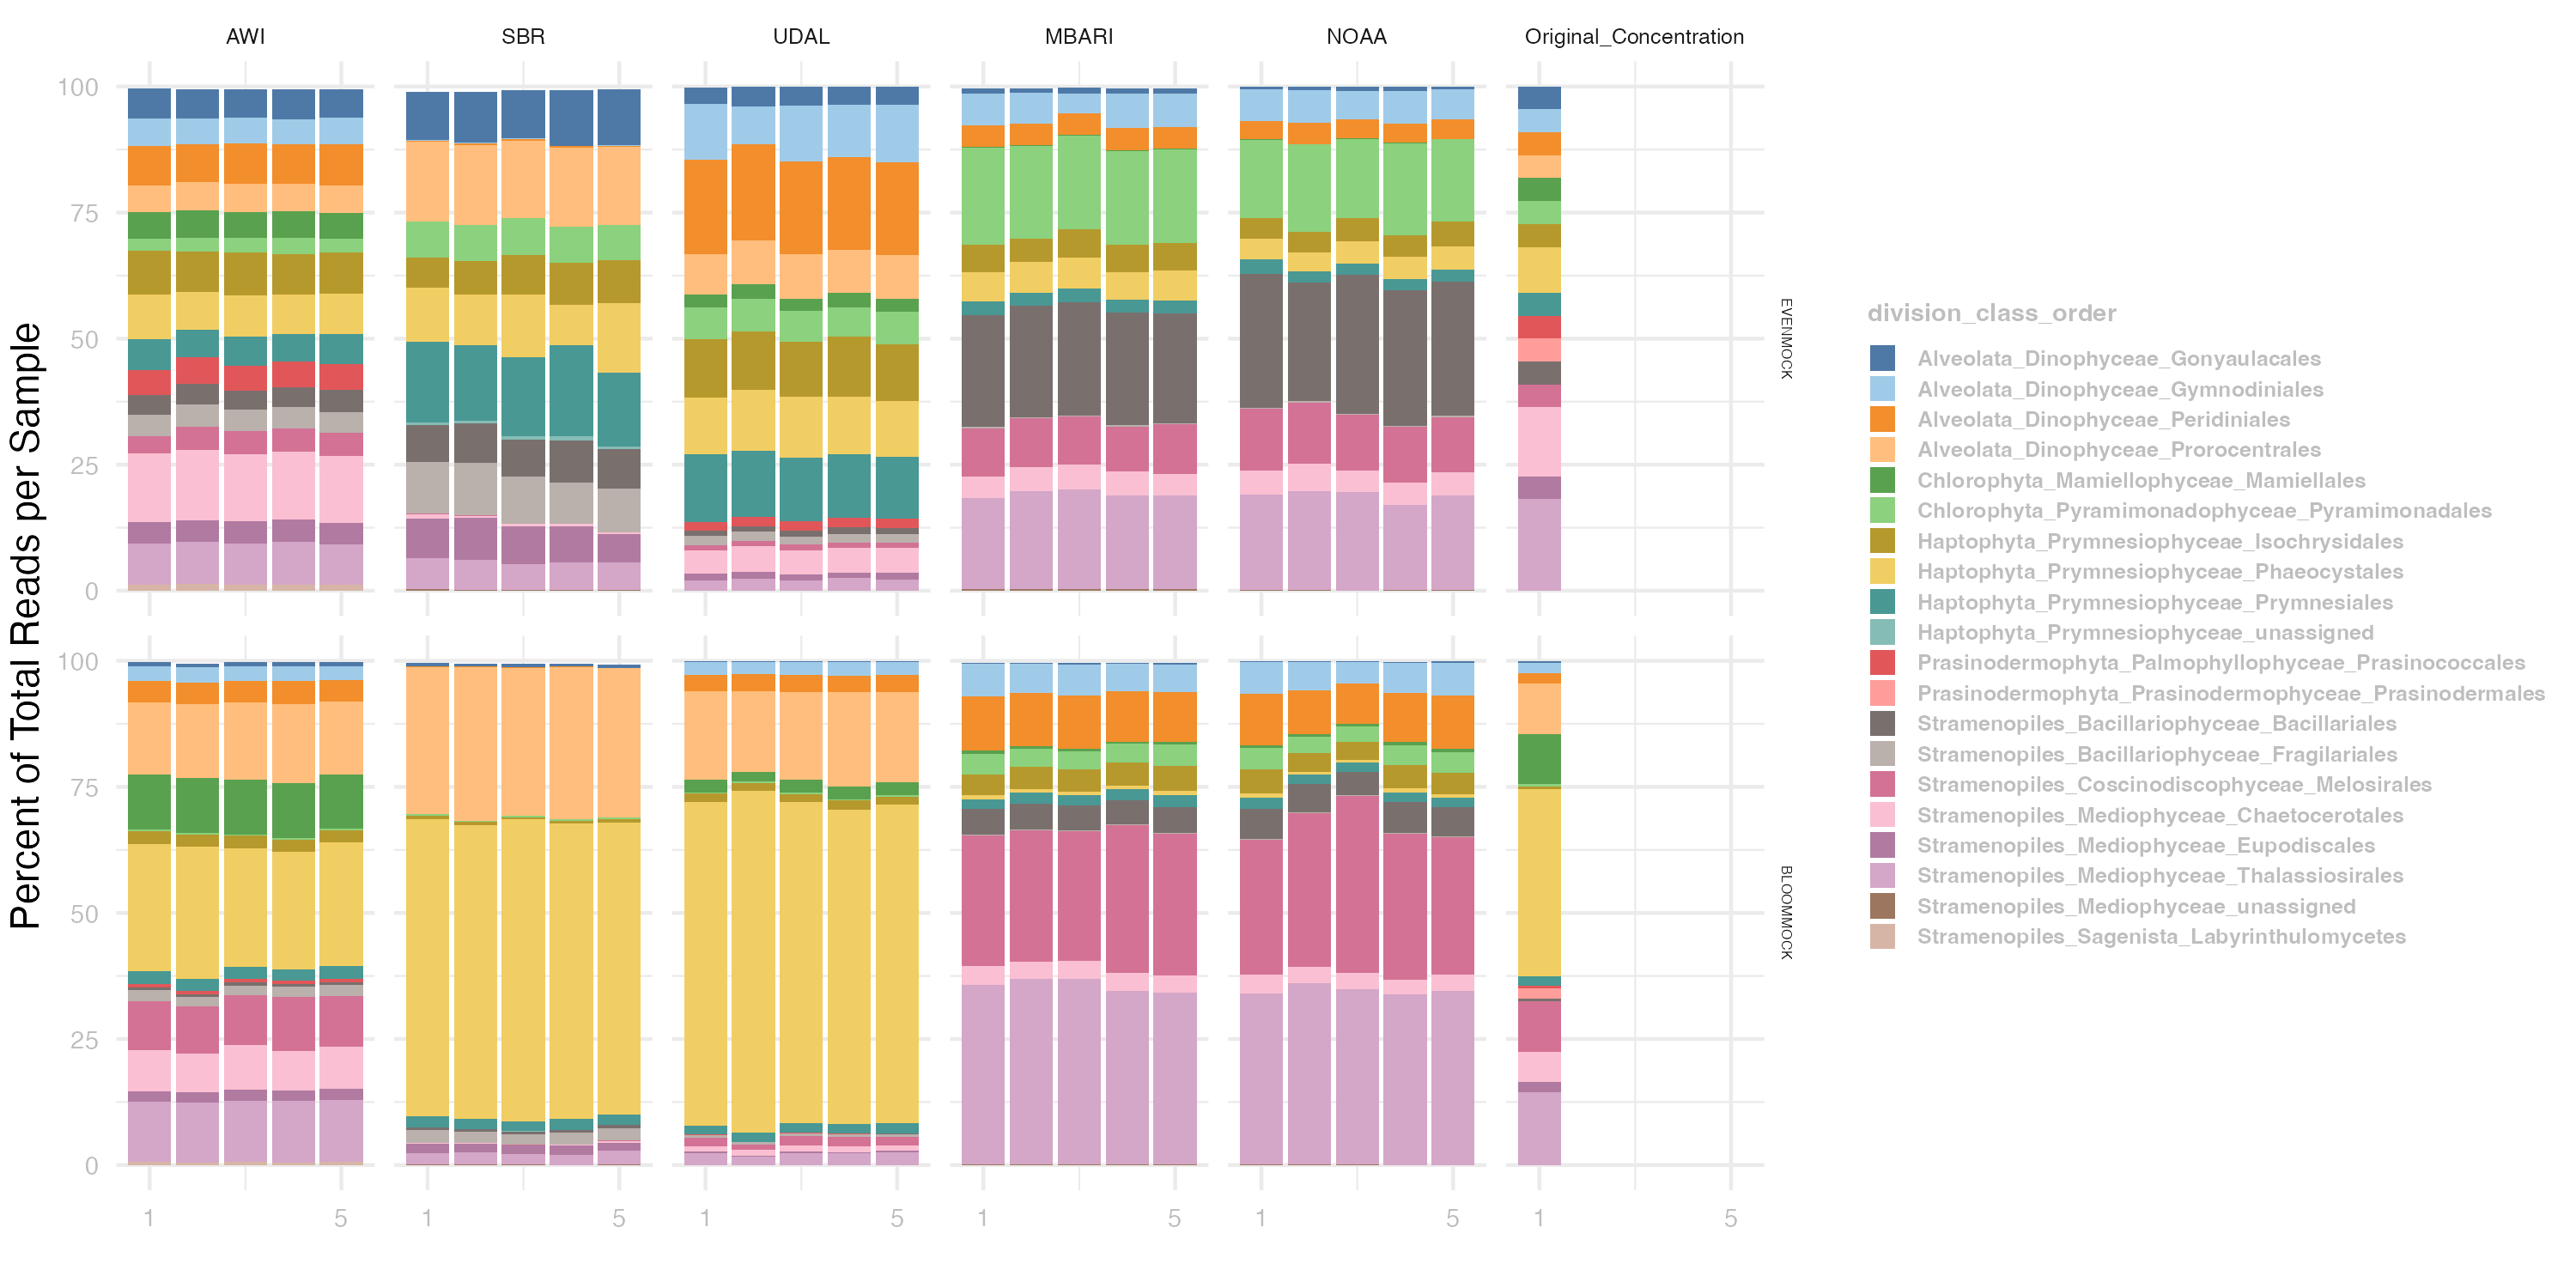 AWI SBR UDAL MBARI NOAA Original_Concentration
Percent of Total Reads per Sample
100
75
50
25
0
EVENMOCK
100
75
50
25
0
BLOOMMOCK
1 5 1 5 1 5 1 5 1 5 1 5
division_class_order
Alveolata_Dinophyceae_Gonyaulacales
Alveolata_Dinophyceae_Gymnodiniales
Alveolata_Dinophyceae_Peridiniales
Alveolata_Dinophyceae_Prorocentrales
Chlorophyta_Mamiellophyceae_Mamiellales
Chlorophyta_Pyramimonadophyceae_Pyramimonadales
Haptophyta_Prymnesiophyceae_Isochrysidales
Haptophyta_Prymnesiophyceae_Phaeocystales
Haptophyta_Prymnesiophyceae_Prymnesiales
Haptophyta_Prymnesiophyceae_unassigned
Prasinodermophyta_Palmophyllophyceae_Prasinococcales
Prasinodermophyta_Prasinodermophyceae_Prasinodermales
Stramenopiles_Bacillariophyceae_Bacillariales
Stramenopiles_Bacillariophyceae_Fragilariales
Stramenopiles_Coscinodiscophyceae_Melosirales
Stramenopiles_Mediophyceae_Chaetocerotales
Stramenopiles_Mediophyceae_Eupodiscales
Stramenopiles_Mediophyceae_Thalassiosirales
Stramenopiles_Mediophyceae_unassigned
Stramenopiles_Sagenista_Labyrinthulomycetes